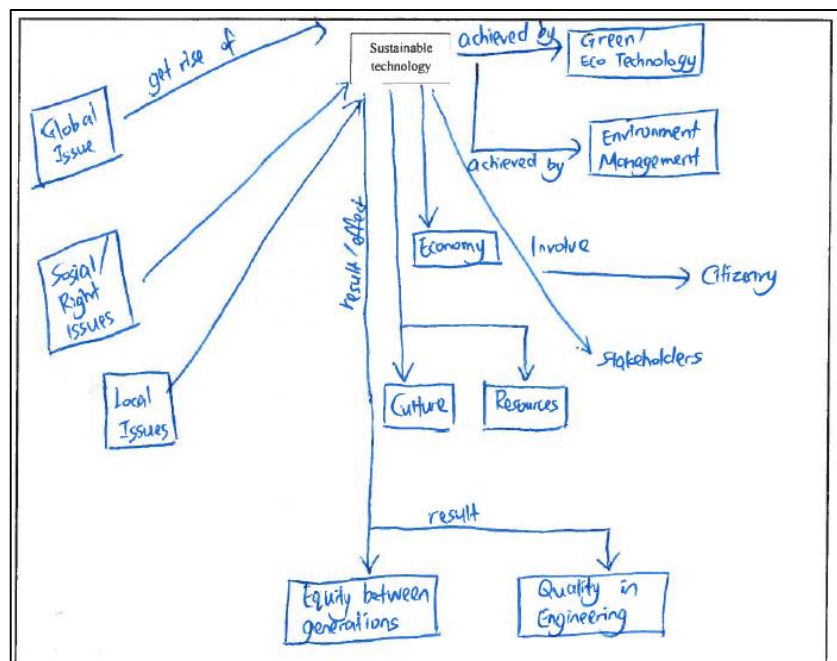 get rise of
Sustainable
technology
achieved by
Green/
Eco Technology
Global
Issue
achieved by
Environment
Management
Sosial/
Right
Issues
result/effect
Economy
Involve
Citizenry
Stakeholders
Local
Issues
Culture
Resources
result
Equity between
generations
Quality in
Engineering